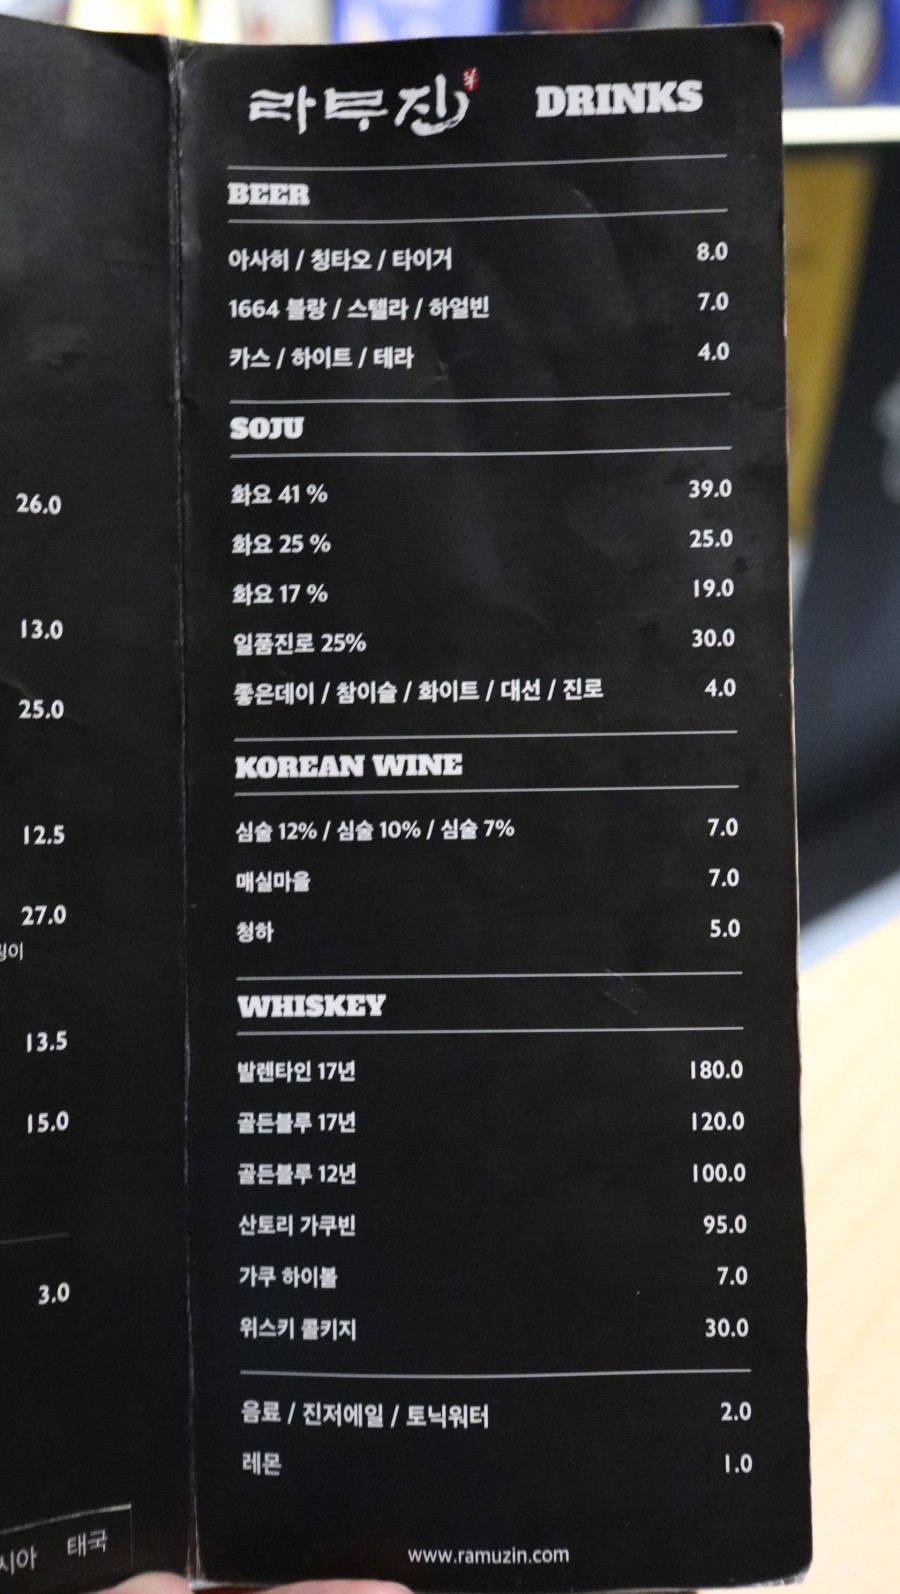 라무진 羊 DRINKS
BEER
아사히 / 칭타오 / 타이거 8.0
1664 블랑 / 스텔라 / 하얼빈 7.0
카스 / 하이트 / 테라 4.0
SOJU
화요 41 % 39.0
화요 25 % 25.0
화요 17 % 19.0
일품진로 25% 30.0
좋은데이 / 참이슬 / 화이트 / 대선 / 진로 4.0
KOREAN WINE
심술 12% / 심술 10% / 심술 7% 7.0
매실마을 7.0
청하 5.0
WHISKEY
발렌타인 17년 180.0
골든블루 17년 120.0
골든블루 12년 100.0
산토리 가쿠빈 95.0
가쿠 하이볼 7.0
위스키 콜키지 30.0
음료 / 진저에일 / 토닉워터 2.0
레몬 1.0
www.ramuzin.com
26.0
13.0
25.0
12.5
27.0
13.5
15.0
3.0
시아 태국